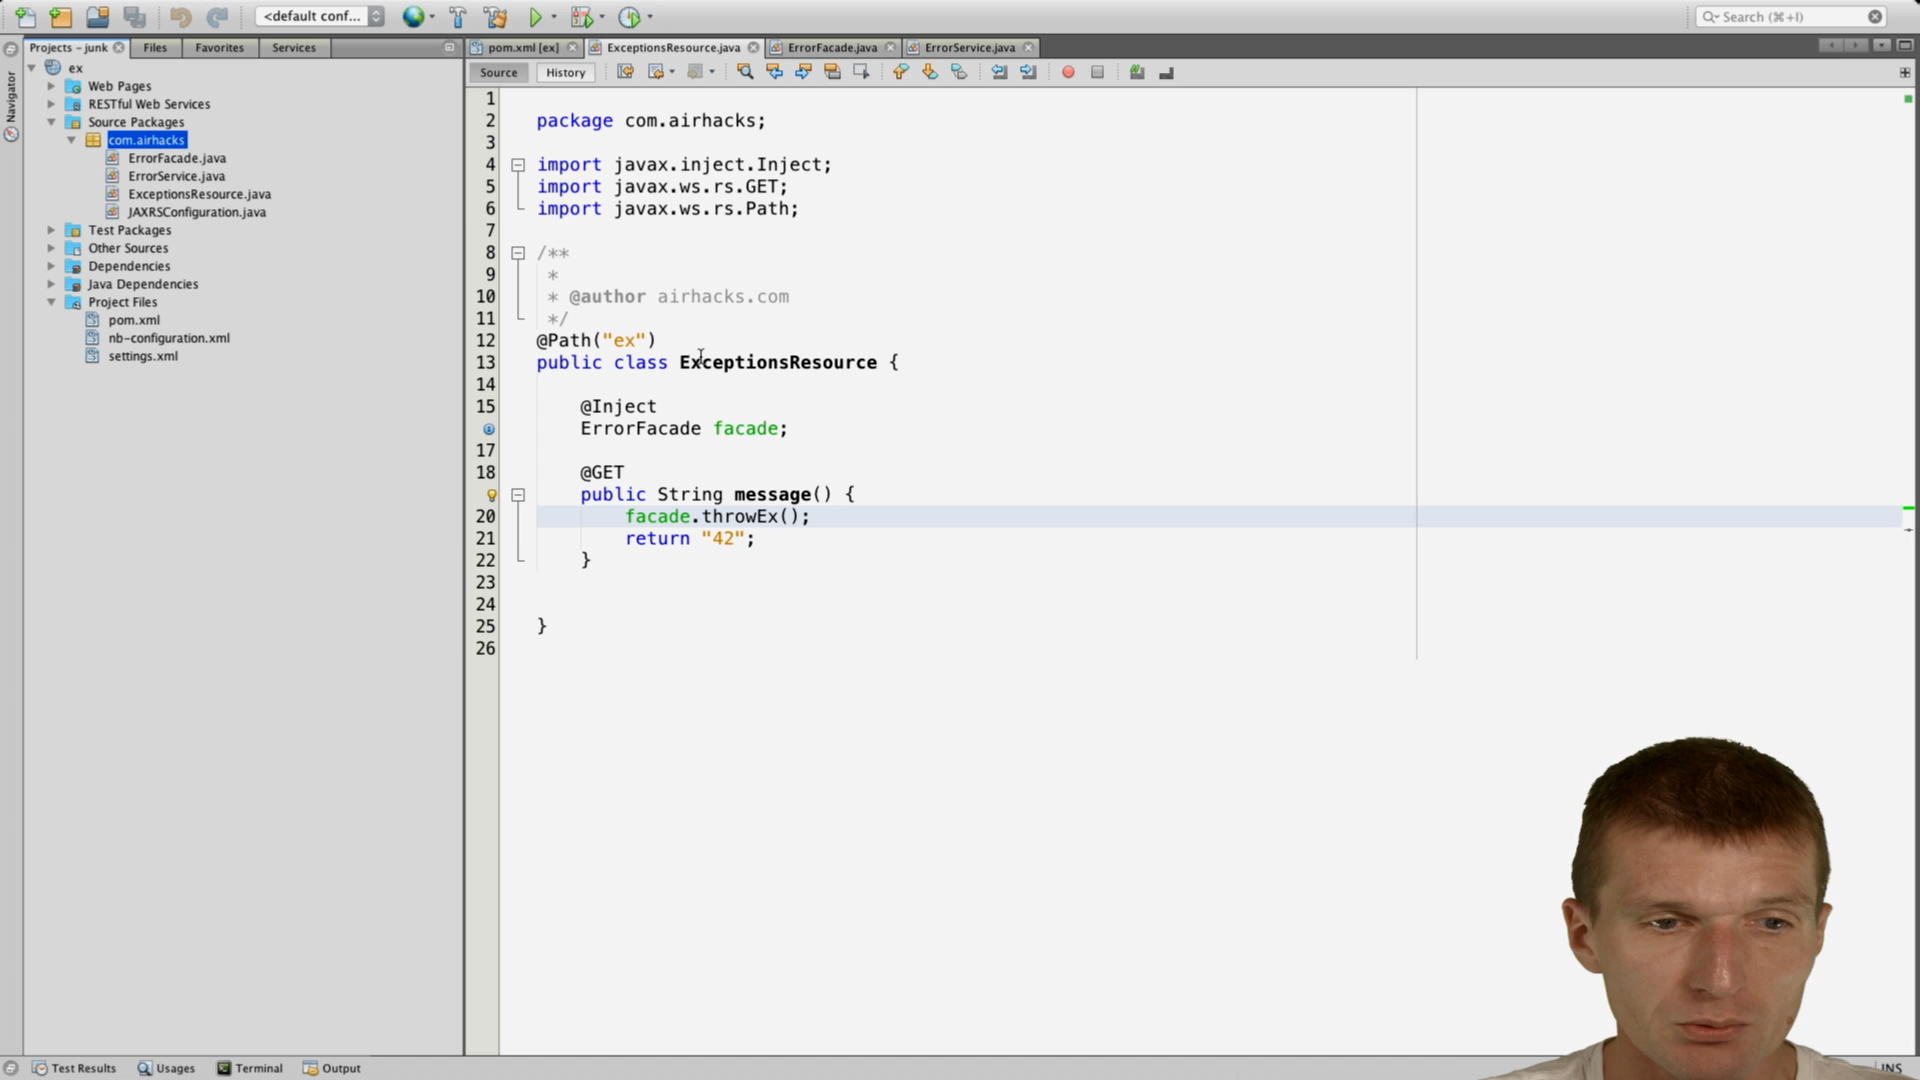 <default conf...
Search (⌘+I)
Projects – junk
Files
Favorites
Services
pom.xml [ex]
ExceptionsResource.java
ErrorFacade.java
ErrorService.java
Navigator
ex
Web Pages
RESTful Web Services
Source Packages
com.airhacks
ErrorFacade.java
ErrorService.java
ExceptionsResource.java
JAXRSConfiguration.java
Test Packages
Other Sources
Dependencies
Java Dependencies
Project Files
pom.xml
nb-configuration.xml
settings.xml
Source
History
1
2 package com.airhacks;
3
4 import javax.inject.Inject;
5 import javax.ws.rs.GET;
6 import javax.ws.rs.Path;
7
8 /**
9 *
10 * @author airhacks.com
11 */
12 @Path("ex")
13 public class ExceptionsResource {
14
15 @Inject
ErrorFacade facade;
17
18 @GET
public String message() {
20 facade.throwEx();
21 return "42";
22 }
23
24
25 }
26
Test Results
Usages
Terminal
Output
INS